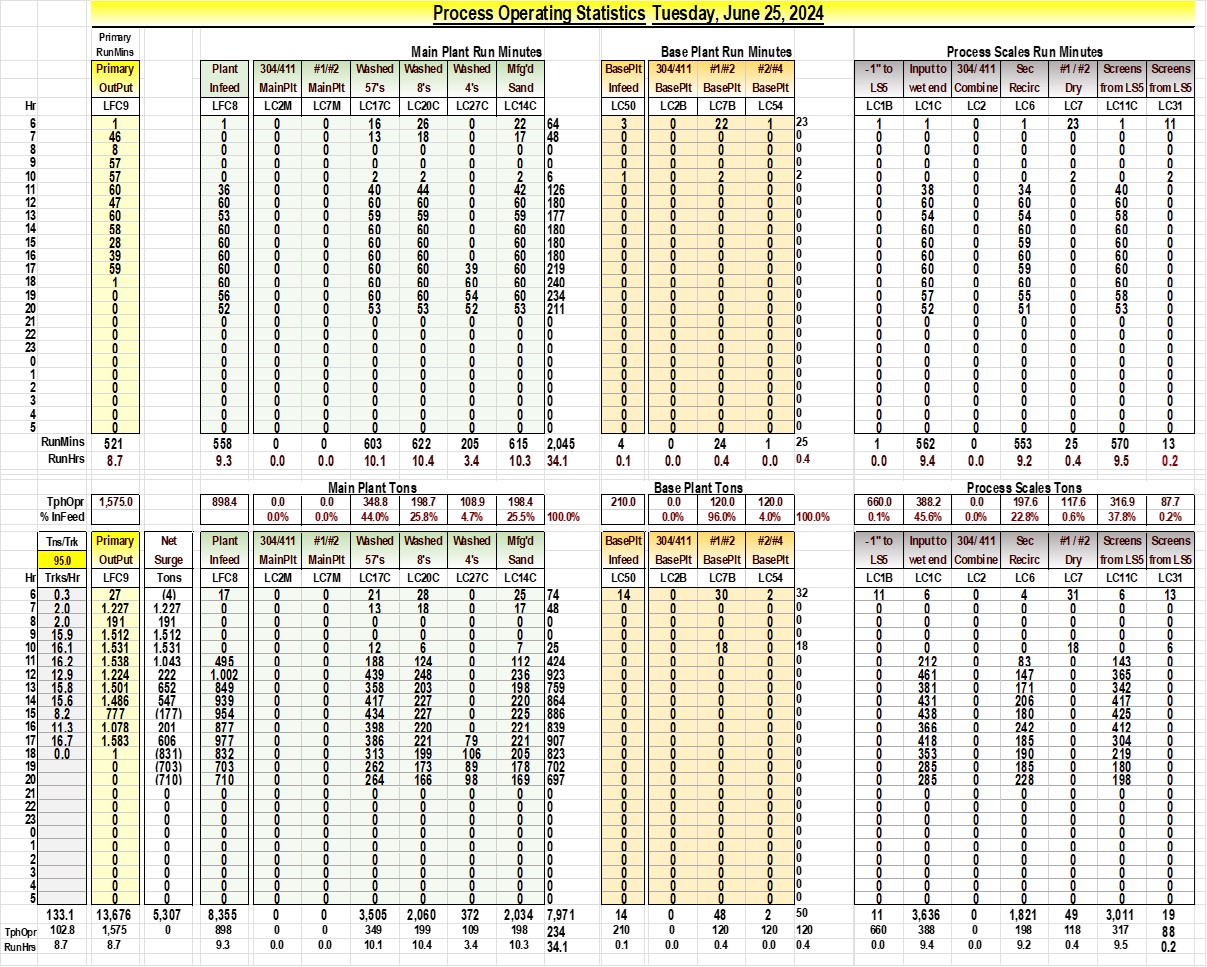 Process Operating Statistics Tuesday, June 25, 2024
Primary
RunMins Main Plant Run Minutes Base Plant Run Minutes Process Scales Run Minutes
Primary Plant 304/411 #1/#2 Washed Washed Washed Mfg'd BasePlt 304/411 #1/#2 #2/#4 -1" to Input to 304/411 Sec #1/#2 Screens Screens
OutPut Infeed MainPlt MainPlt 57's 8's 4's Sand Infeed BasePlt BasePlt BasePlt LS5 wet end Combine Recirc Dry from LS5 from LS5
Hr LFC9 LFC8 LC2M LC7M LC17C LC20C LC27C LC14C LC50 LC2B LC7B LC54 LC1B LC1C LC2 LC6 LC7 LC11C LC31
6 1 1 0 0 16 26 0 22 64 3 0 22 1 23 1 1 0 1 23 1 11
7 46 0 0 0 13 18 0 17 48 0 0 0 0 0 0 0 0 0 0 0 0
8 8 0 0 0 0 0 0 0 0 0 0 0 0 0 0 0 0 0 0 0 0
9 57 0 0 0 0 0 0 0 0 0 0 0 0 0 0 0 0 0 0 0 0
10 57 0 0 0 2 2 0 2 6 1 0 2 0 2 0 0 0 0 2 0 2
11 60 36 0 0 40 44 0 42 126 0 0 0 0 0 0 38 0 34 0 40 0
12 47 60 0 0 60 60 0 60 180 0 0 0 0 0 0 60 0 60 0 60 0
13 60 53 0 0 59 59 0 59 177 0 0 0 0 0 0 54 0 54 0 58 0
14 58 60 0 0 60 60 0 60 180 0 0 0 0 0 0 60 0 60 0 60 0
15 28 60 0 0 60 60 0 60 180 0 0 0 0 0 0 60 0 59 0 60 0
16 39 60 0 0 60 60 0 60 180 0 0 0 0 0 0 60 0 60 0 60 0
17 59 60 0 0 60 60 39 60 219 0 0 0 0 0 0 60 0 59 0 60 0
18 1 60 0 0 60 60 60 60 240 0 0 0 0 0 0 60 0 60 0 60 0
19 0 56 0 0 60 60 54 60 234 0 0 0 0 0 0 57 0 55 0 58 0
20 0 52 0 0 53 53 52 53 211 0 0 0 0 0 0 52 0 51 0 53 0
21 0 0 0 0 0 0 0 0 0 0 0 0 0 0 0 0 0 0 0 0 0
22 0 0 0 0 0 0 0 0 0 0 0 0 0 0 0 0 0 0 0 0 0
23 0 0 0 0 0 0 0 0 0 0 0 0 0 0 0 0 0 0 0 0 0
0 0 0 0 0 0 0 0 0 0 0 0 0 0 0 0 0 0 0 0 0 0
1 0 0 0 0 0 0 0 0 0 0 0 0 0 0 0 0 0 0 0 0 0
2 0 0 0 0 0 0 0 0 0 0 0 0 0 0 0 0 0 0 0 0 0
3 0 0 0 0 0 0 0 0 0 0 0 0 0 0 0 0 0 0 0 0 0
4 0 0 0 0 0 0 0 0 0 0 0 0 0 0 0 0 0 0 0 0 0
5 0 0 0 0 0 0 0 0 0 0 0 0 0 0 0 0 0 0 0 0 0
RunMins 521 558 0 0 603 622 205 615 2,045 4 0 24 1 25 1 562 0 553 25 570 13
RunHrs 8.7 9.3 0.0 0.0 10.1 10.4 3.4 10.3 34.1 0.1 0.0 0.4 0.0 0.4 0.0 9.4 0.0 9.2 0.4 9.5 0.2
Main Plant Tons Base Plant Tons Process Scales Tons
TphOpr 1,575.0 898.4 0.0 0.0 348.8 198.7 108.9 198.4 210.0 0.0 120.0 120.0 660.0 388.2 0.0 197.6 117.6 316.9 87.7
% InFeed 0.0% 0.0% 44.0% 25.8% 4.7% 25.5% 100.0% 0.0% 96.0% 4.0% 100.0% 0.1% 45.6% 0.0% 22.8% 0.6% 37.8% 0.2%
Tns/Trk Primary Net Plant 304/411 #1/#2 Washed Washed Washed Mfg'd BasePlt 304/411 #1/#2 #2/#4 -1" to Input to 304/411 Sec #1/#2 Screens Screens
95.0 OutPut Surge Infeed MainPlt MainPlt 57's 8's 4's Sand Infeed BasePlt BasePlt BasePlt LS5 wet end Combine Recirc Dry from LS5 from LS5
Hr Trks/Hr LFC9 Tons LFC8 LC2M LC7M LC17C LC20C LC27C LC14C LC50 LC2B LC7B LC54 LC1B LC1C LC2 LC6 LC7 LC11C LC31
6 0.3 27 (4) 17 0 0 21 28 0 25 74 14 0 30 2 32 11 6 0 4 31 6 13
7 2.0 1,227 1,227 0 0 0 13 18 0 17 48 0 0 0 0 0 0 0 0 0 0 0 0
8 2.0 191 191 0 0 0 0 0 0 0 0 0 0 0 0 0 0 0 0 0 0 0 0
9 15.9 1,512 1,512 0 0 0 0 0 0 0 0 0 0 0 0 0 0 0 0 0 0 0 0
10 16.1 1,531 1,531 0 0 0 12 6 0 7 25 0 0 18 0 18 0 0 0 0 18 0 6
11 16.2 1,538 1,043 495 0 0 188 124 0 112 424 0 0 0 0 0 0 212 0 83 0 143 0
12 12.9 1,224 222 1,002 0 0 439 248 0 236 923 0 0 0 0 0 0 461 0 147 0 365 0
13 15.8 1,501 652 849 0 0 358 203 0 198 759 0 0 0 0 0 0 381 0 171 0 342 0
14 15.6 1,486 547 939 0 0 417 227 0 220 864 0 0 0 0 0 0 431 0 206 0 417 0
15 8.2 777 (177) 954 0 0 434 227 0 225 886 0 0 0 0 0 0 438 0 180 0 425 0
16 11.3 1,078 201 877 0 0 398 220 0 221 839 0 0 0 0 0 0 366 0 242 0 412 0
17 16.7 1,583 606 977 0 0 386 221 79 221 907 0 0 0 0 0 0 418 0 185 0 304 0
18 0.0 1 (831) 832 0 0 313 199 106 205 823 0 0 0 0 0 0 353 0 190 0 219 0
19 0 (703) 703 0 0 262 173 89 178 702 0 0 0 0 0 0 285 0 185 0 180 0
20 0 (710) 710 0 0 264 166 98 169 697 0 0 0 0 0 0 285 0 228 0 198 0
21 0 0 0 0 0 0 0 0 0 0 0 0 0 0 0 0 0 0 0 0 0 0
22 0 0 0 0 0 0 0 0 0 0 0 0 0 0 0 0 0 0 0 0 0 0
23 0 0 0 0 0 0 0 0 0 0 0 0 0 0 0 0 0 0 0 0 0 0
0 0 0 0 0 0 0 0 0 0 0 0 0 0 0 0 0 0 0 0 0 0 0
1 0 0 0 0 0 0 0 0 0 0 0 0 0 0 0 0 0 0 0 0 0 0
2 0 0 0 0 0 0 0 0 0 0 0 0 0 0 0 0 0 0 0 0 0 0
3 0 0 0 0 0 0 0 0 0 0 0 0 0 0 0 0 0 0 0 0 0 0
4 0 0 0 0 0 0 0 0 0 0 0 0 0 0 0 0 0 0 0 0 0 0
5 0 0 0 0 0 0 0 0 0 0 0 0 0 0 0 0 0 0 0 0 0 0
133.1 13,676 5,307 8,355 0 0 3,505 2,060 372 2,034 7,971 14 0 48 2 50 11 3,636 0 1,821 49 3,011 19
TphOpr 102.8 1,575 0 898 0 0 349 199 109 198 234 210 0 120 120 120 660 388 0 198 118 317 88
RunHrs 8.7 8.7 9.3 0.0 0.0 10.1 10.4 3.4 10.3 34.1 0.1 0.0 0.4 0.0 0.4 0.0 9.4 0.0 9.2 0.4 9.5 0.2